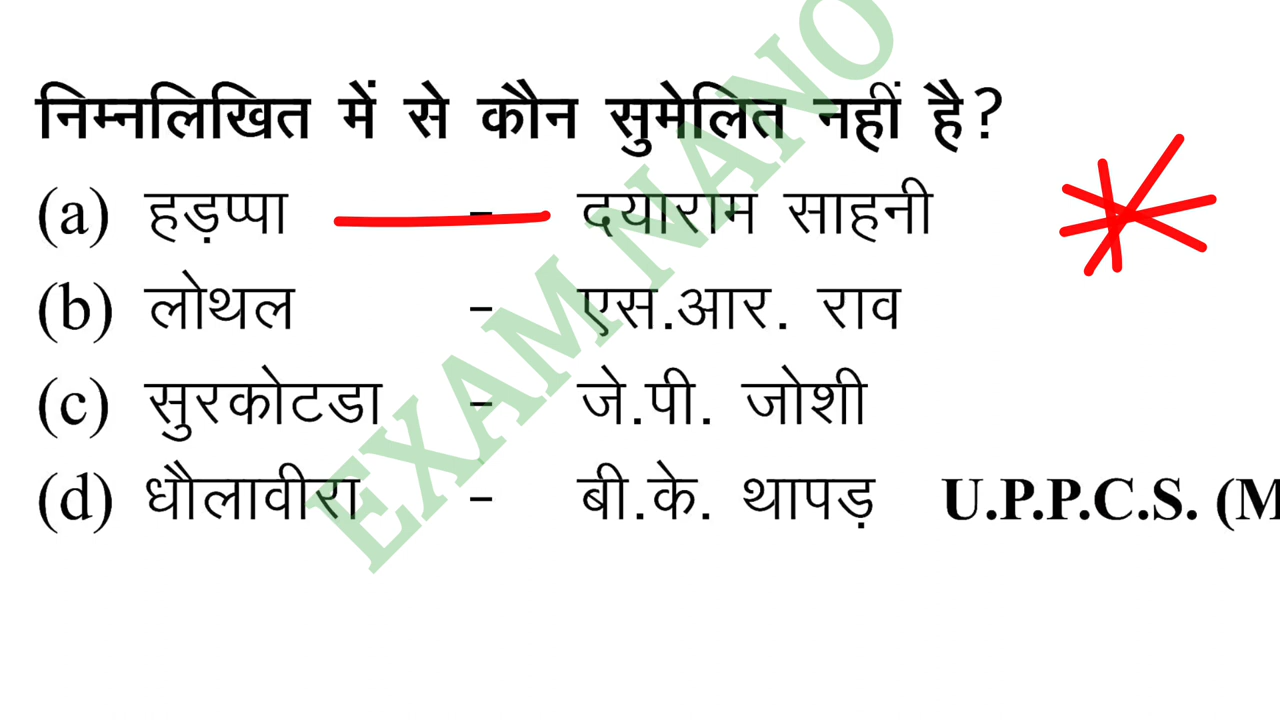 निम्नलिखित में से कौन सुमेलित नहीं है?
(a) हड़प्पा - दयाराम साहनी
(b) लोथल - एस.आर. राव
(c) सुरकोटडा - जे.पी. जोशी
(d) धौलावीरा - बी.के. थापड़ U.P.P.C.S. (M
EXAM NANO